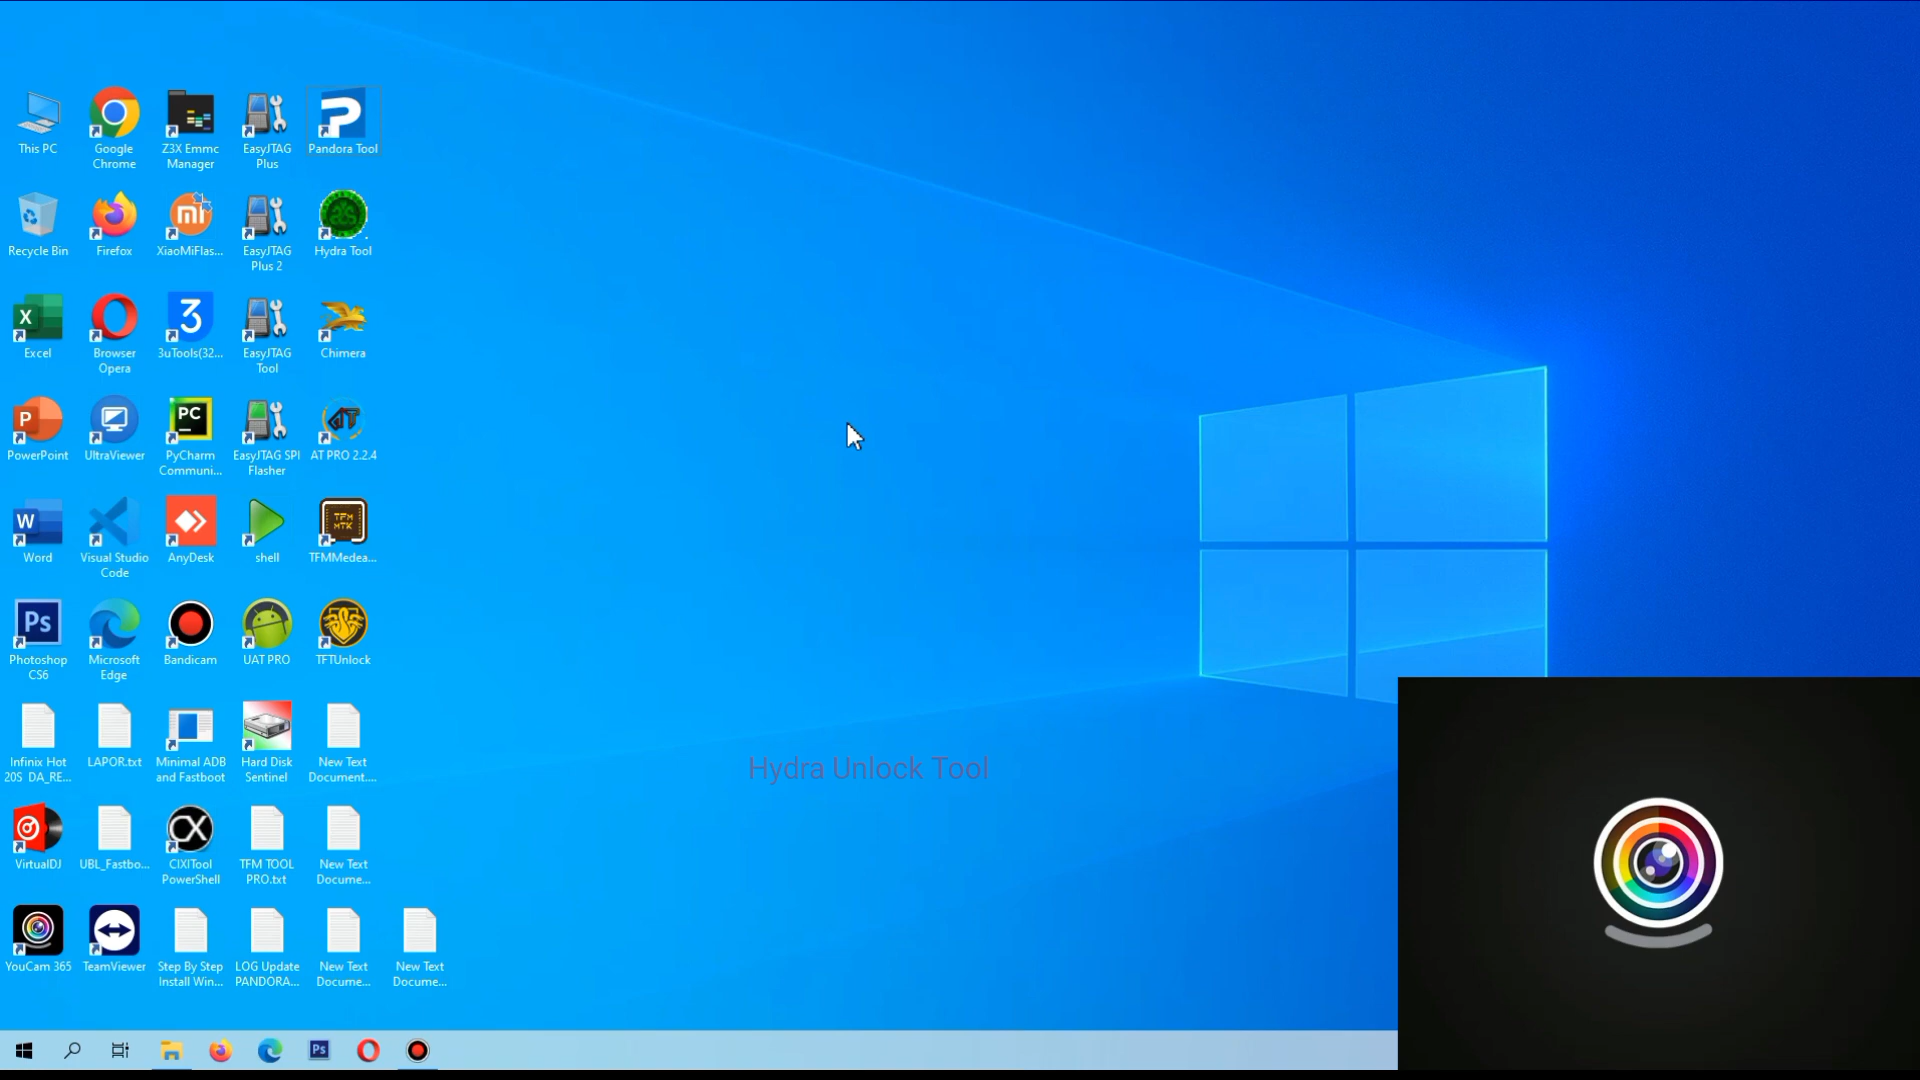 This PC
Google
Chrome
Z3X Emmc
Manager
EasyJTAG
Plus
Pandora Tool
Recycle Bin
Firefox
XiaoMiFlas...
EasyJTAG
Plus 2
Hydra Tool
Excel
Browser
Opera
3uTools(32...
EasyJTAG
Tool
Chimera
PowerPoint
UltraViewer
PyCharm
Communi...
EasyJTAG SPI
Flasher
AT PRO 2.2.4
Word
Visual Studio
Code
AnyDesk
shell
TFMMedea...
Photoshop
CS6
Microsoft
Edge
Bandicam
UAT PRO
TFTUnlock
Infinix Hot
20S DA_RE...
LAPOR.txt
Minimal ADB
and Fastboot
Hard Disk
Sentinel
New Text
Document....
Hydra Unlock Tool
VirtualDJ
UBL_Fastbo...
CIXITool
PowerShell
TFM TOOL
PRO.txt
New Text
Docume...
YouCam 365
TeamViewer
Step By Step
Install Win...
LOG Update
PANDORA...
New Text
Docume...
New Text
Docume...